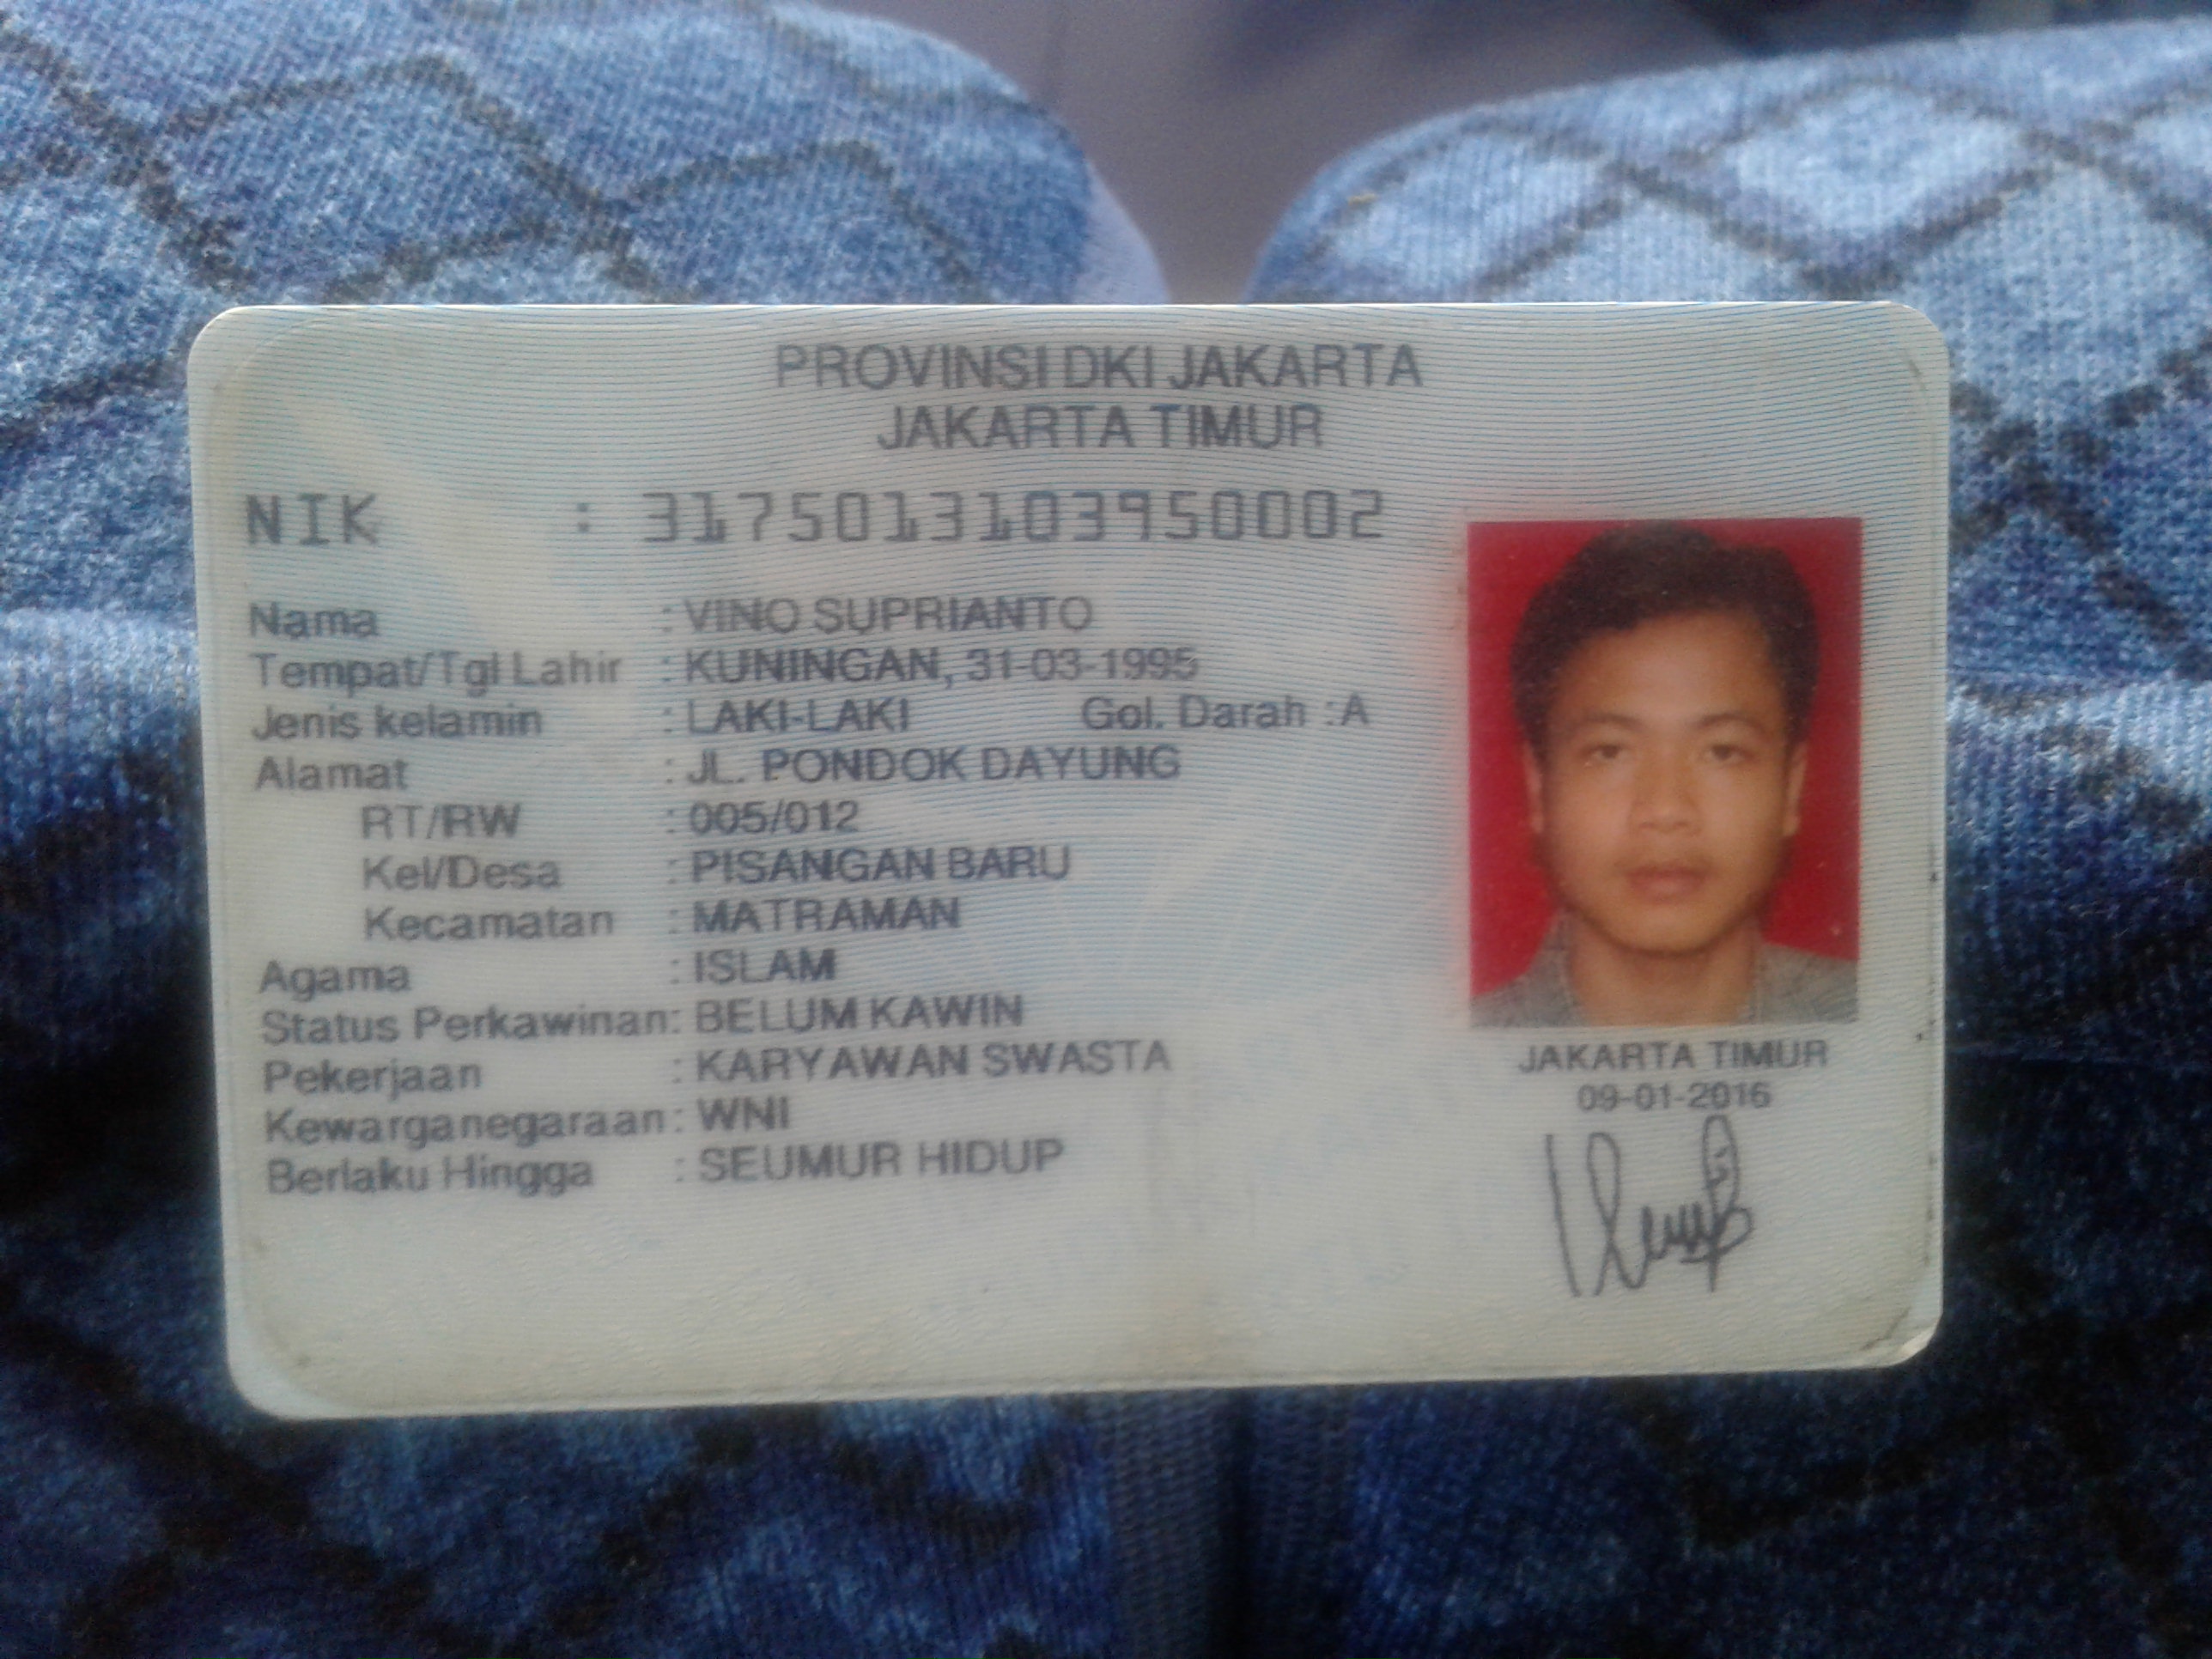 PROVINSI DKI JAKARTA
JAKARTA TIMUR
NIK : 3175013103950002
Nama : VINO SUPRIANTO
Tempat/Tgl Lahir : KUNINGAN, 31-03-1995
Jenis kelamin : LAKI-LAKI Gol. Darah : A
Alamat : JL. PONDOK DAYUNG
RT/RW : 005/012
Kel/Desa : PISANGAN BARU
Kecamatan : MATRAMAN
Agama : ISLAM
Status Perkawinan: BELUM KAWIN
Pekerjaan : KARYAWAN SWASTA
Kewarganegaraan: WNI
Berlaku Hingga : SEUMUR HIDUP
JAKARTA TIMUR
09-01-2016